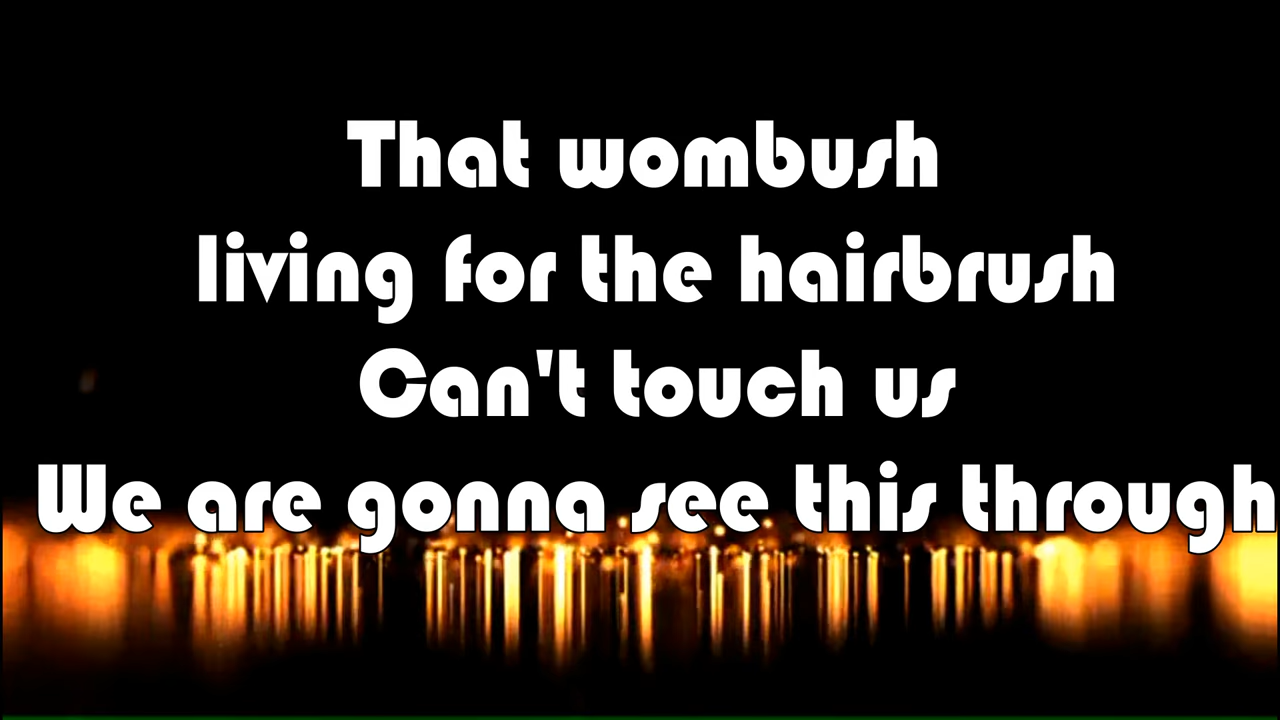 That wombush
living for the hairbrush
Can't touch us
We are gonna see this through